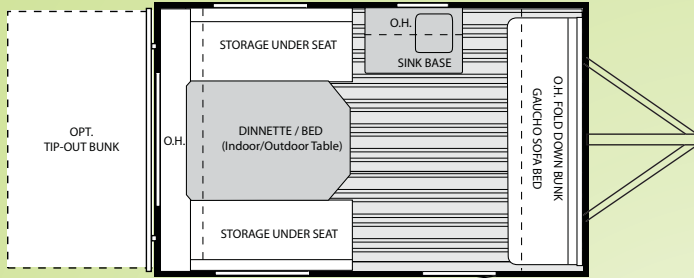 OPT.
TIP-OUT BUNK
O.H.
STORAGE UNDER SEAT
DINNETTE / BED
(Indoor/Outdoor Table)
STORAGE UNDER SEAT
O.H.
SINK BASE
O.H. FOLD DOWN BUNK
GAUCHO SOFA BED